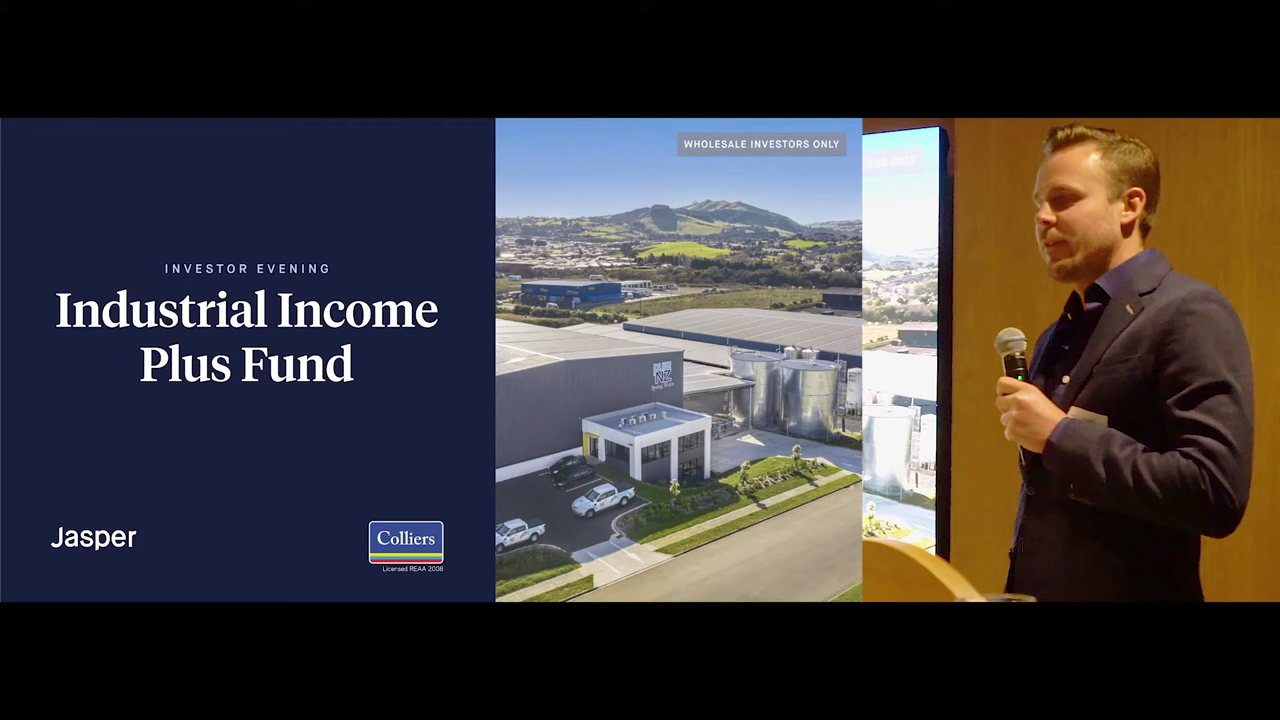 INVESTOR EVENING
Industrial Income
Plus Fund
Jasper
Colliers
Licensed REAA 2008
WHOLESALE INVESTORS ONLY
NZ